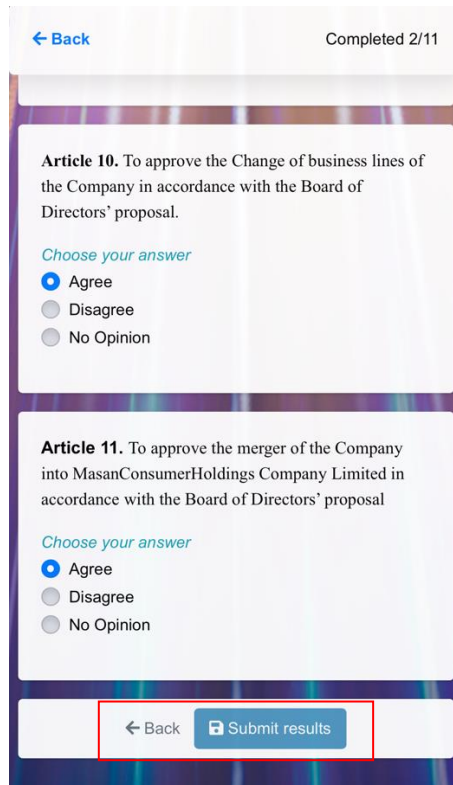 ← Back Completed 2/11
Article 10. To approve the Change of business lines of
the Company in accordance with the Board of
Directors’ proposal.
Choose your answer
Agree
Disagree
No Opinion
Article 11. To approve the merger of the Company
into MasanConsumerHoldings Company Limited in
accordance with the Board of Directors’ proposal
Choose your answer
Agree
Disagree
No Opinion
← Back Submit results